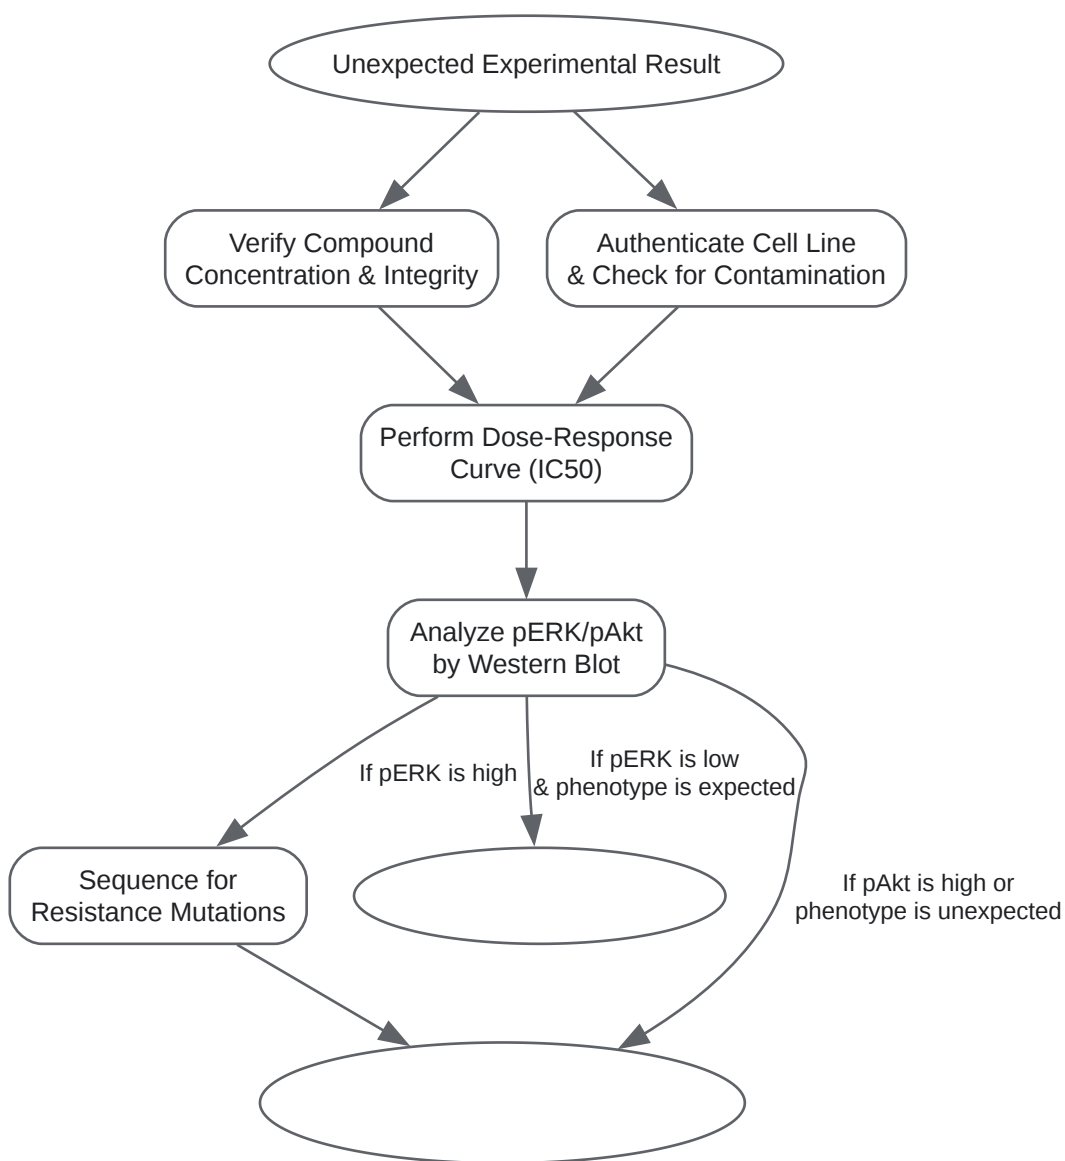 Unexpected Experimental Result
Verify Compound
Concentration & Integrity
Authenticate Cell Line
& Check for Contamination
Perform Dose-Response
Curve (IC50)
Analyze pERK/pAkt
by Western Blot
If pERK is high
If pERK is low
& phenotype is expected
Sequence for
Resistance Mutations
If pAkt is high or
phenotype is unexpected